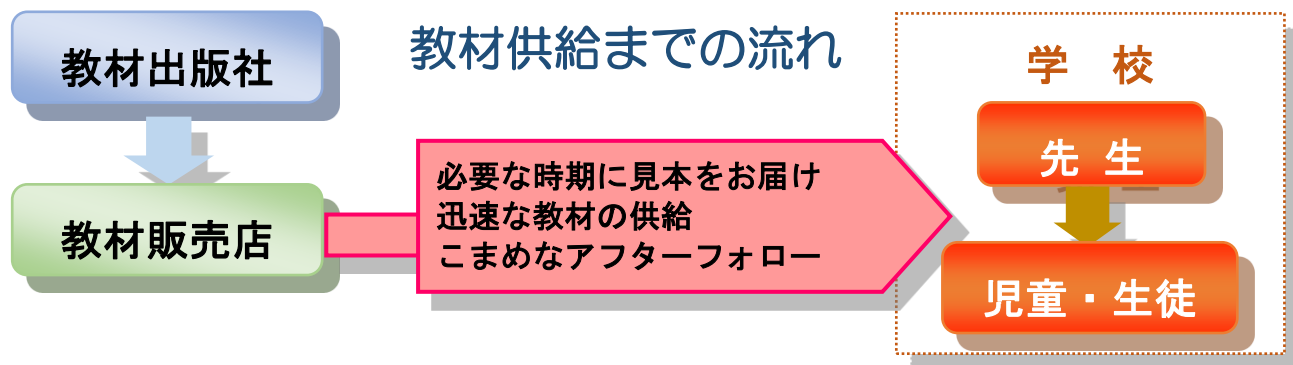 教材供給までの流れ
教材出版社
教材販売店
必要な時期に見本をお届け
迅速な教材の供給
こまめなアフターフォロー
学 校
先 生
児童・生徒